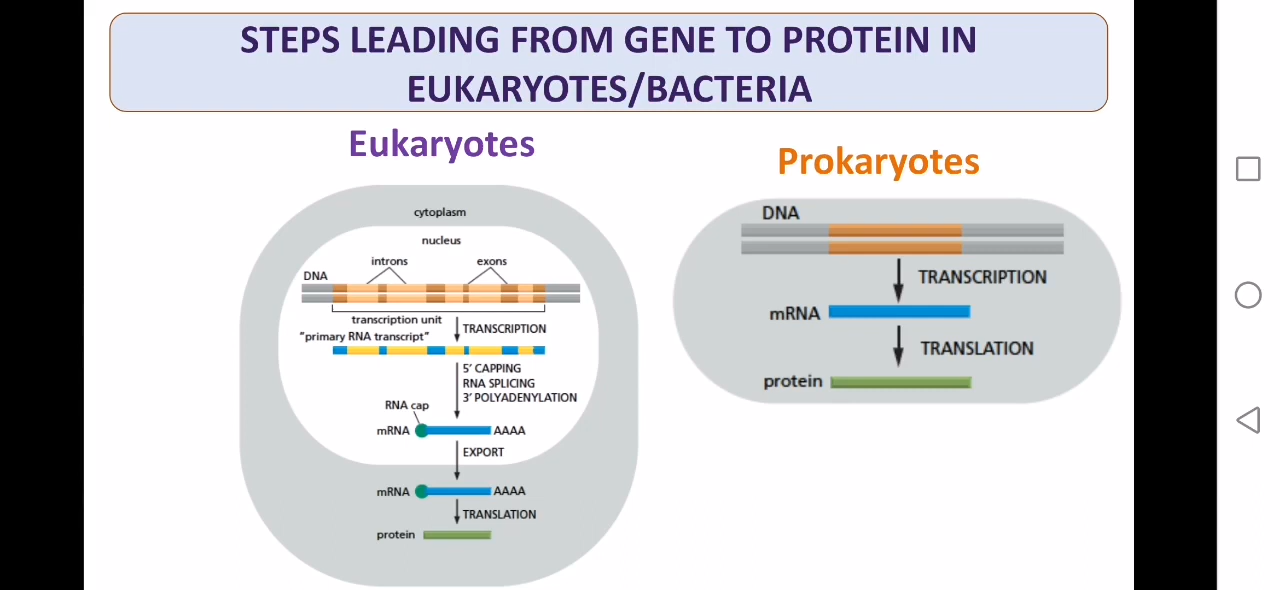 STEPS LEADING FROM GENE TO PROTEIN IN
EUKARYOTES/BACTERIA
Eukaryotes
cytoplasm
nucleus
introns
exons
DNA
transcription unit
TRANSCRIPTION
"primary RNA transcript"
5' CAPPING
RNA SPLICING
3' POLYADENYLATION
RNA cap
mRNA
AAAA
EXPORT
mRNA
AAAA
TRANSLATION
protein
Prokaryotes
DNA
TRANSCRIPTION
mRNA
TRANSLATION
protein